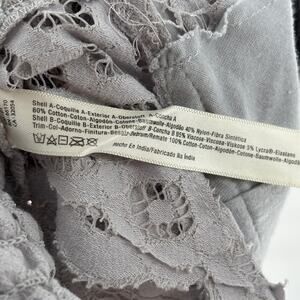 Shell A-Coquille A-Exterior A-Oberstoff A-Concha A
60% Cotton-Coton-Algodón-Cotone-Baumwolle-Algodão 40% Nylon-Fibra Sintética
Shell B-Coquille B-Exterior B-Oberstoff B-Concha B 95% Viscose-Viscosa-Viskose 5% Lycra®-Elastano
Trim-Col-Adorno-Finitura-Remate 100% Cotton-Coton-Algodón-Cotone-Baumwolle-Algodão
Hecho En India/Fabricado Na Índia